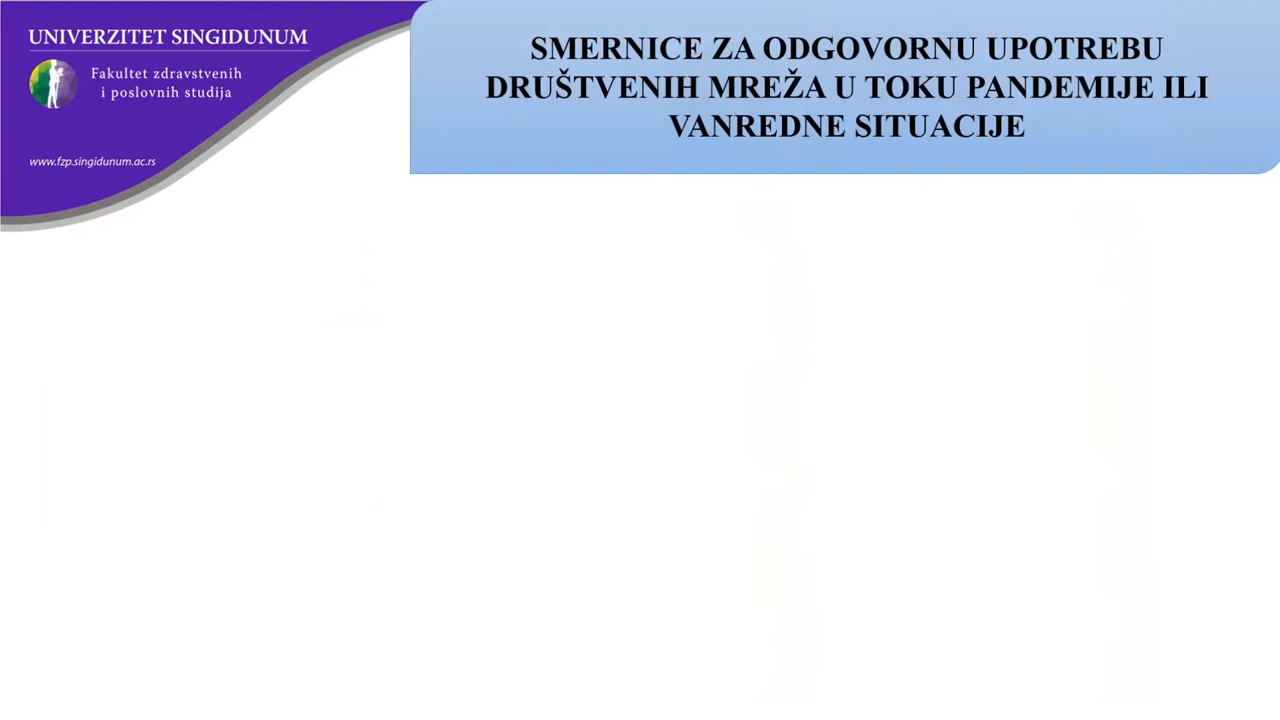 UNIVERZITET SINGIDUNUM
Fakultet zdravstvenih
i poslovnih studija
www.fzp.singidunum.ac.rs
SMERNICE ZA ODGOVORNU UPOTREBU
DRUŠTVENIH MREŽA U TOKU PANDEMIJE ILI
VANREDNE SITUACIJE